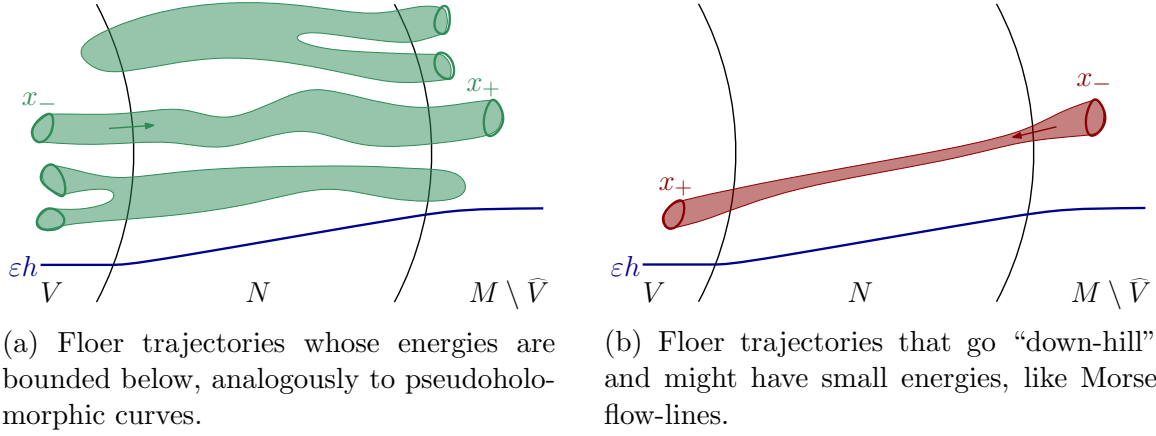 x₋
x₊
εh
V
N
M \ V̂
(a) Floer trajectories whose energies are
bounded below, analogously to pseudoholo-
morphic curves.
x₋
x₊
εh
V
N
M \ V̂
(b) Floer trajectories that go “down-hill”
and might have small energies, like Morse
flow-lines.